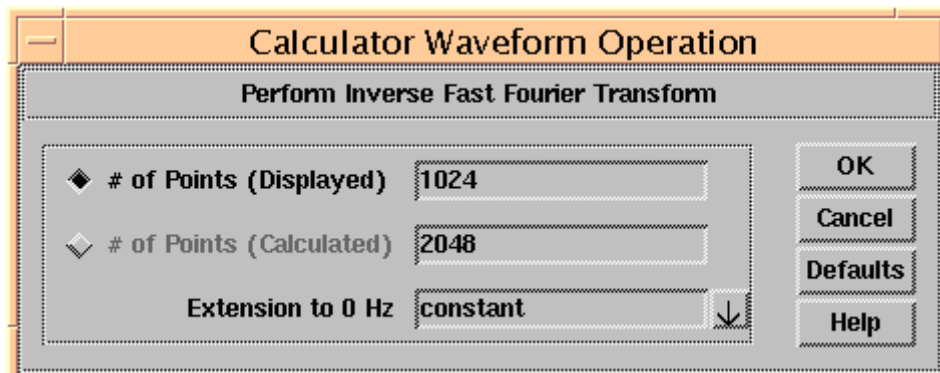 Calculator Waveform Operation
Perform Inverse Fast Fourier Transform
# of Points (Displayed) 1024
# of Points (Calculated) 2048
Extension to 0 Hz constant
OK
Cancel
Defaults
Help